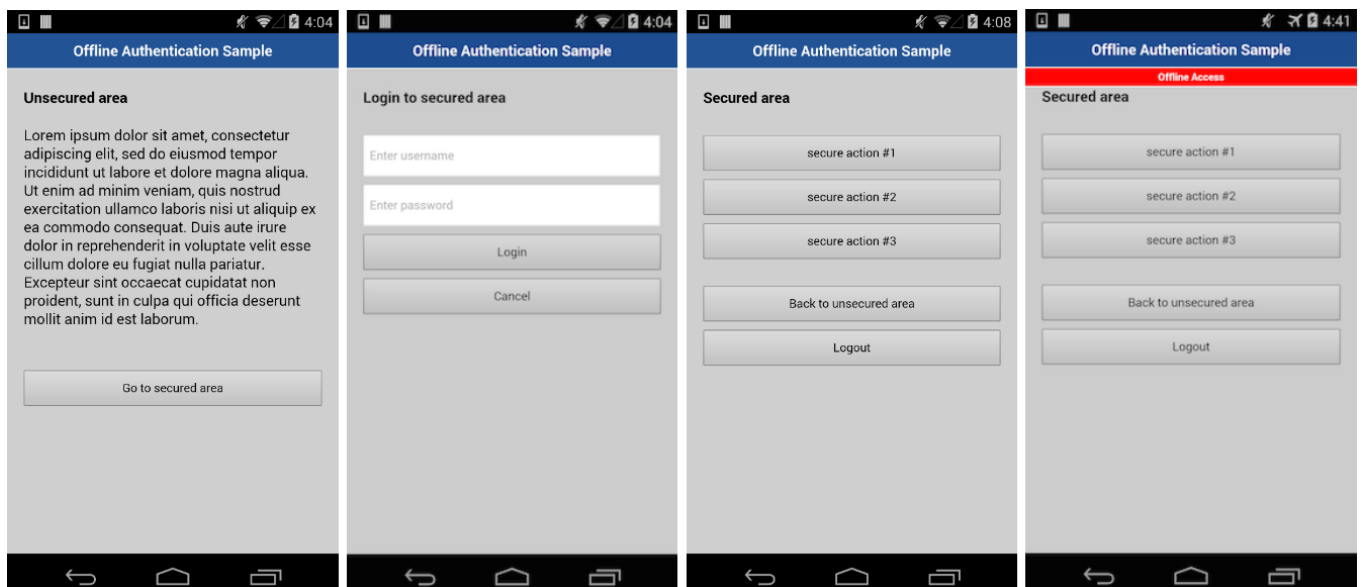 4:04
Offline Authentication Sample
Unsecured area
Lorem ipsum dolor sit amet, consectetur
adipiscing elit, sed do eiusmod tempor
incididunt ut labore et dolore magna aliqua.
Ut enim ad minim veniam, quis nostrud
exercitation ullamco laboris nisi ut aliquip ex
ea commodo consequat. Duis aute irure
dolor in reprehenderit in voluptate velit esse
cillum dolore eu fugiat nulla pariatur.
Excepteur sint occaecat cupidatat non
proident, sunt in culpa qui officia deserunt
mollit anim id est laborum.
Go to secured area
4:04
Offline Authentication Sample
Login to secured area
Enter username
Enter password
Login
Cancel
4:08
Offline Authentication Sample
Secured area
secure action #1
secure action #2
secure action #3
Back to unsecured area
Logout
4:41
Offline Authentication Sample
Offline Access
Secured area
secure action #1
secure action #2
secure action #3
Back to unsecured area
Logout